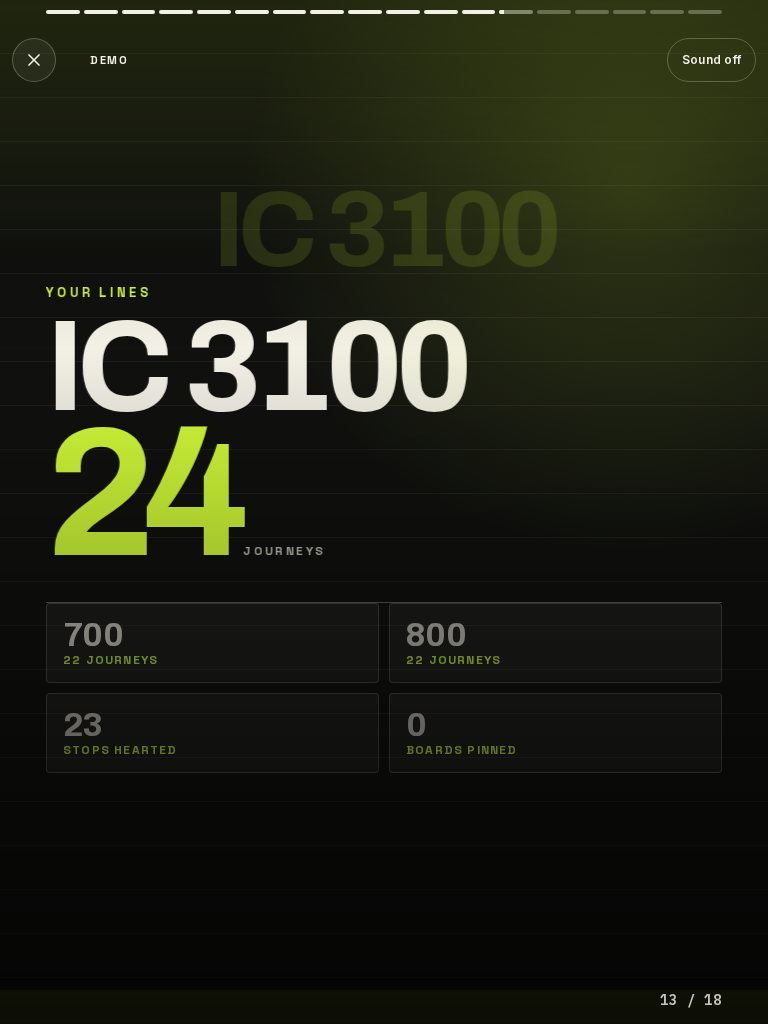 DEMO
Sound off
IC 3100
YOUR LINES
IC 3100
24
JOURNEYS
700
22 JOURNEYS
800
22 JOURNEYS
23
STOPS HEARTED
0
BOARDS PINNED
13 / 18